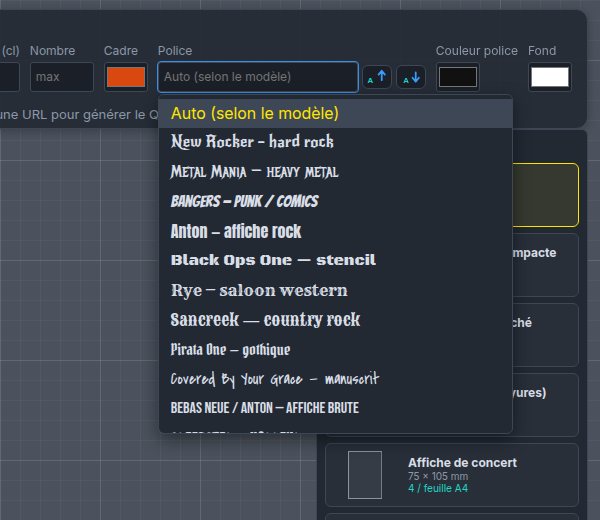 (cl) Nombre Cadre Police Couleur police Fond
max Auto (selon le modèle) A A
une URL pour générer le Q
Auto (selon le modèle)
New Rocker – hard rock
Metal Mania — heavy metal
BANGERS – PUNK / COMICS
Anton – affiche rock
Black Ops One — stencil
Rye – saloon western
Sancreek — country rock
Pirata One – gothique
Covered By Your Grace – manuscrit
BEBAS NEUE / ANTON – AFFICHE BRUTE
mpacte
ché
yures)
Affiche de concert
75 × 105 mm
4 / feuille A4